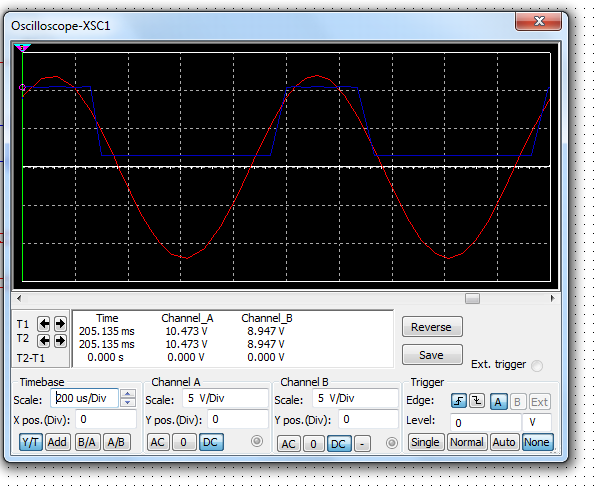 Oscilloscope-XSC1
Time Channel_A Channel_B
T1 205.135 ms 10.473 V 8.947 V
T2 205.135 ms 10.473 V 8.947 V
T2-T1 0.000 s 0.000 V 0.000 V
Reverse
Save
Ext. trigger
Timebase Channel A Channel B Trigger
Scale: 200 us/Div Scale: 5 V/Div Scale: 5 V/Div Edge: A B Ext
X pos.(Div): 0 Y pos.(Div): 0 Y pos.(Div): 0 Level: 0 V
Y/T Add B/A A/B AC 0 DC AC 0 DC - Single Normal Auto None